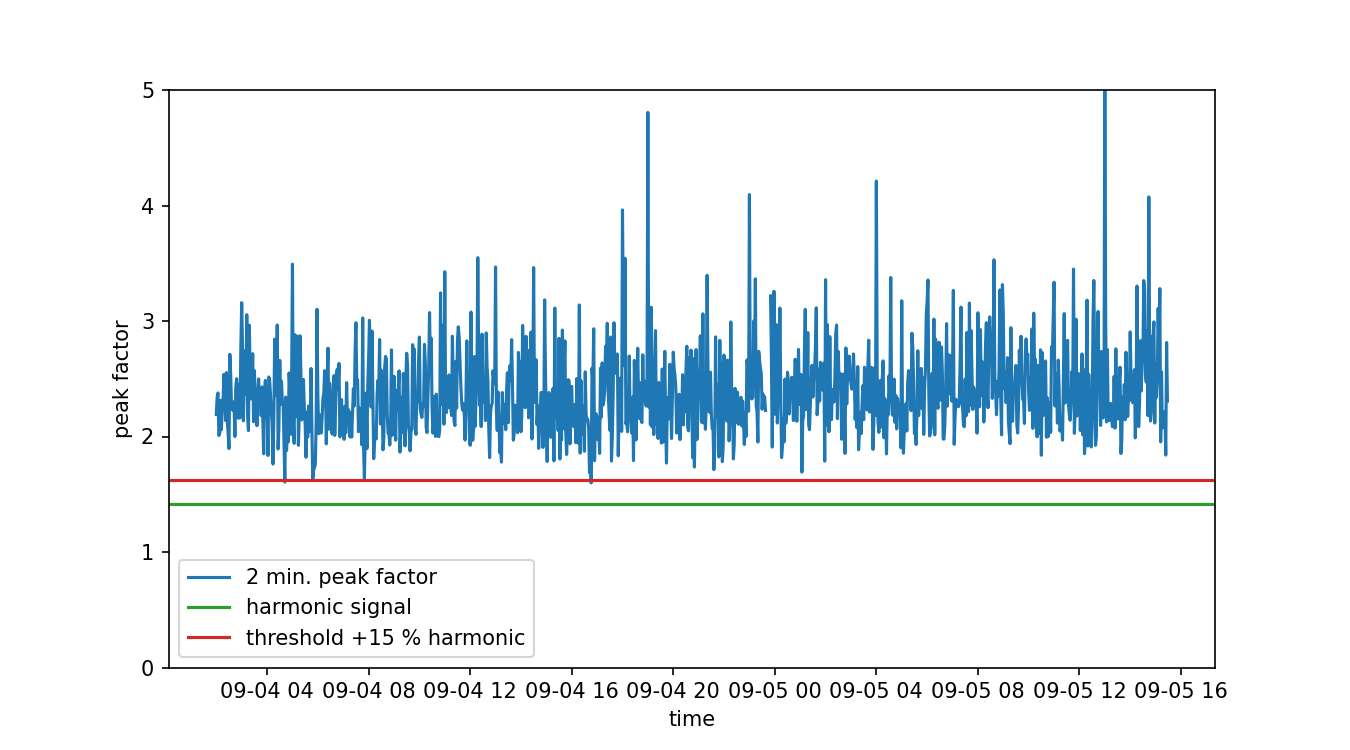 5
4
3
2
1
0
peak factor
2 min. peak factor
harmonic signal
threshold +15 % harmonic
09-04 04 09-04 08 09-04 12 09-04 16 09-04 20 09-05 00 09-05 04 09-05 08 09-05 12 09-05 16
time